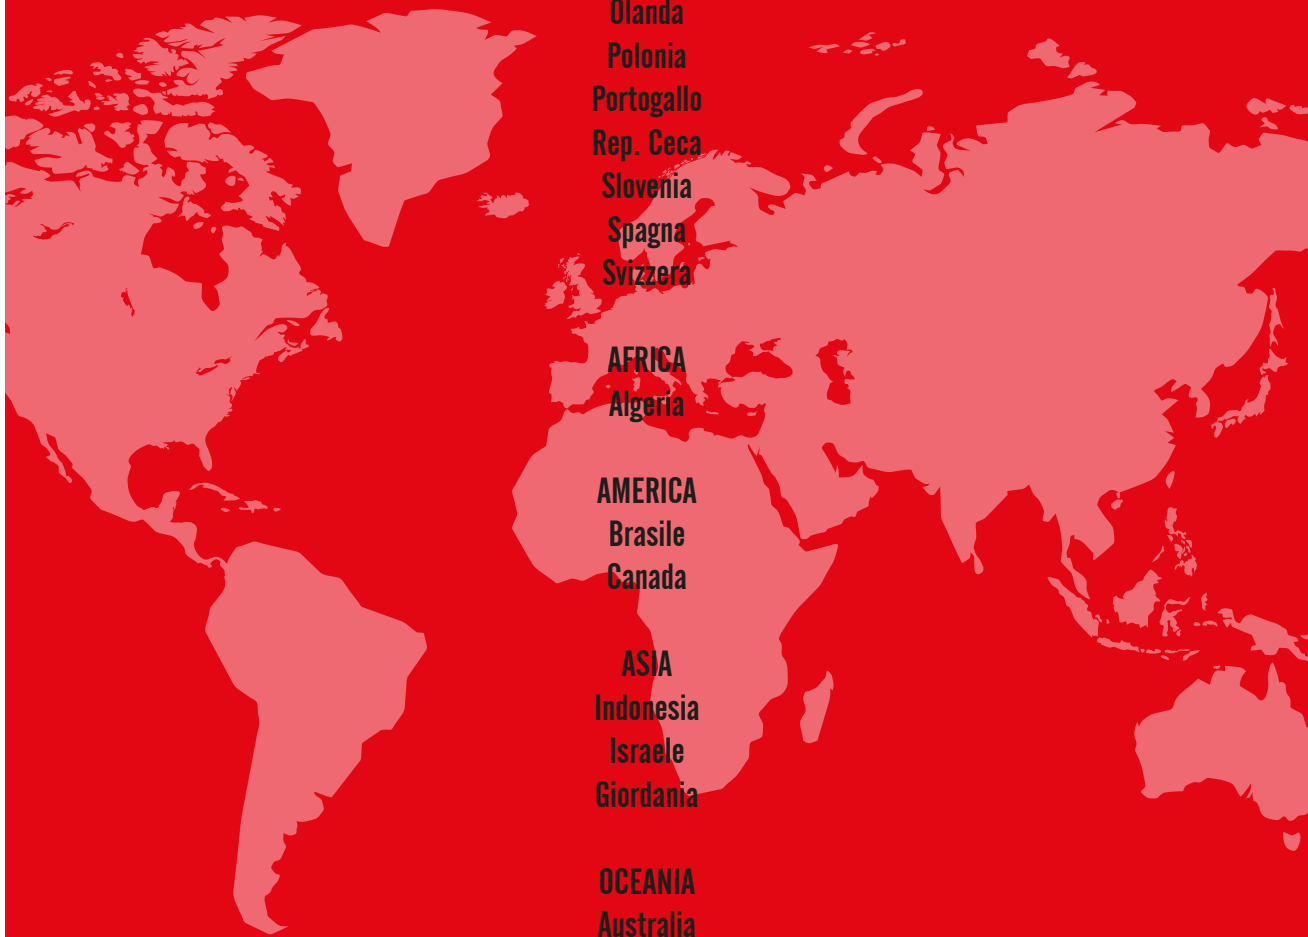 Olanda
Polonia
Portogallo
Rep. Ceca
Slovenia
Spagna
Svizzera
AFRICA
Algeria
AMERICA
Brasile
Canada
ASIA
Indonesia
Israele
Giordania
OCEANIA
Australia